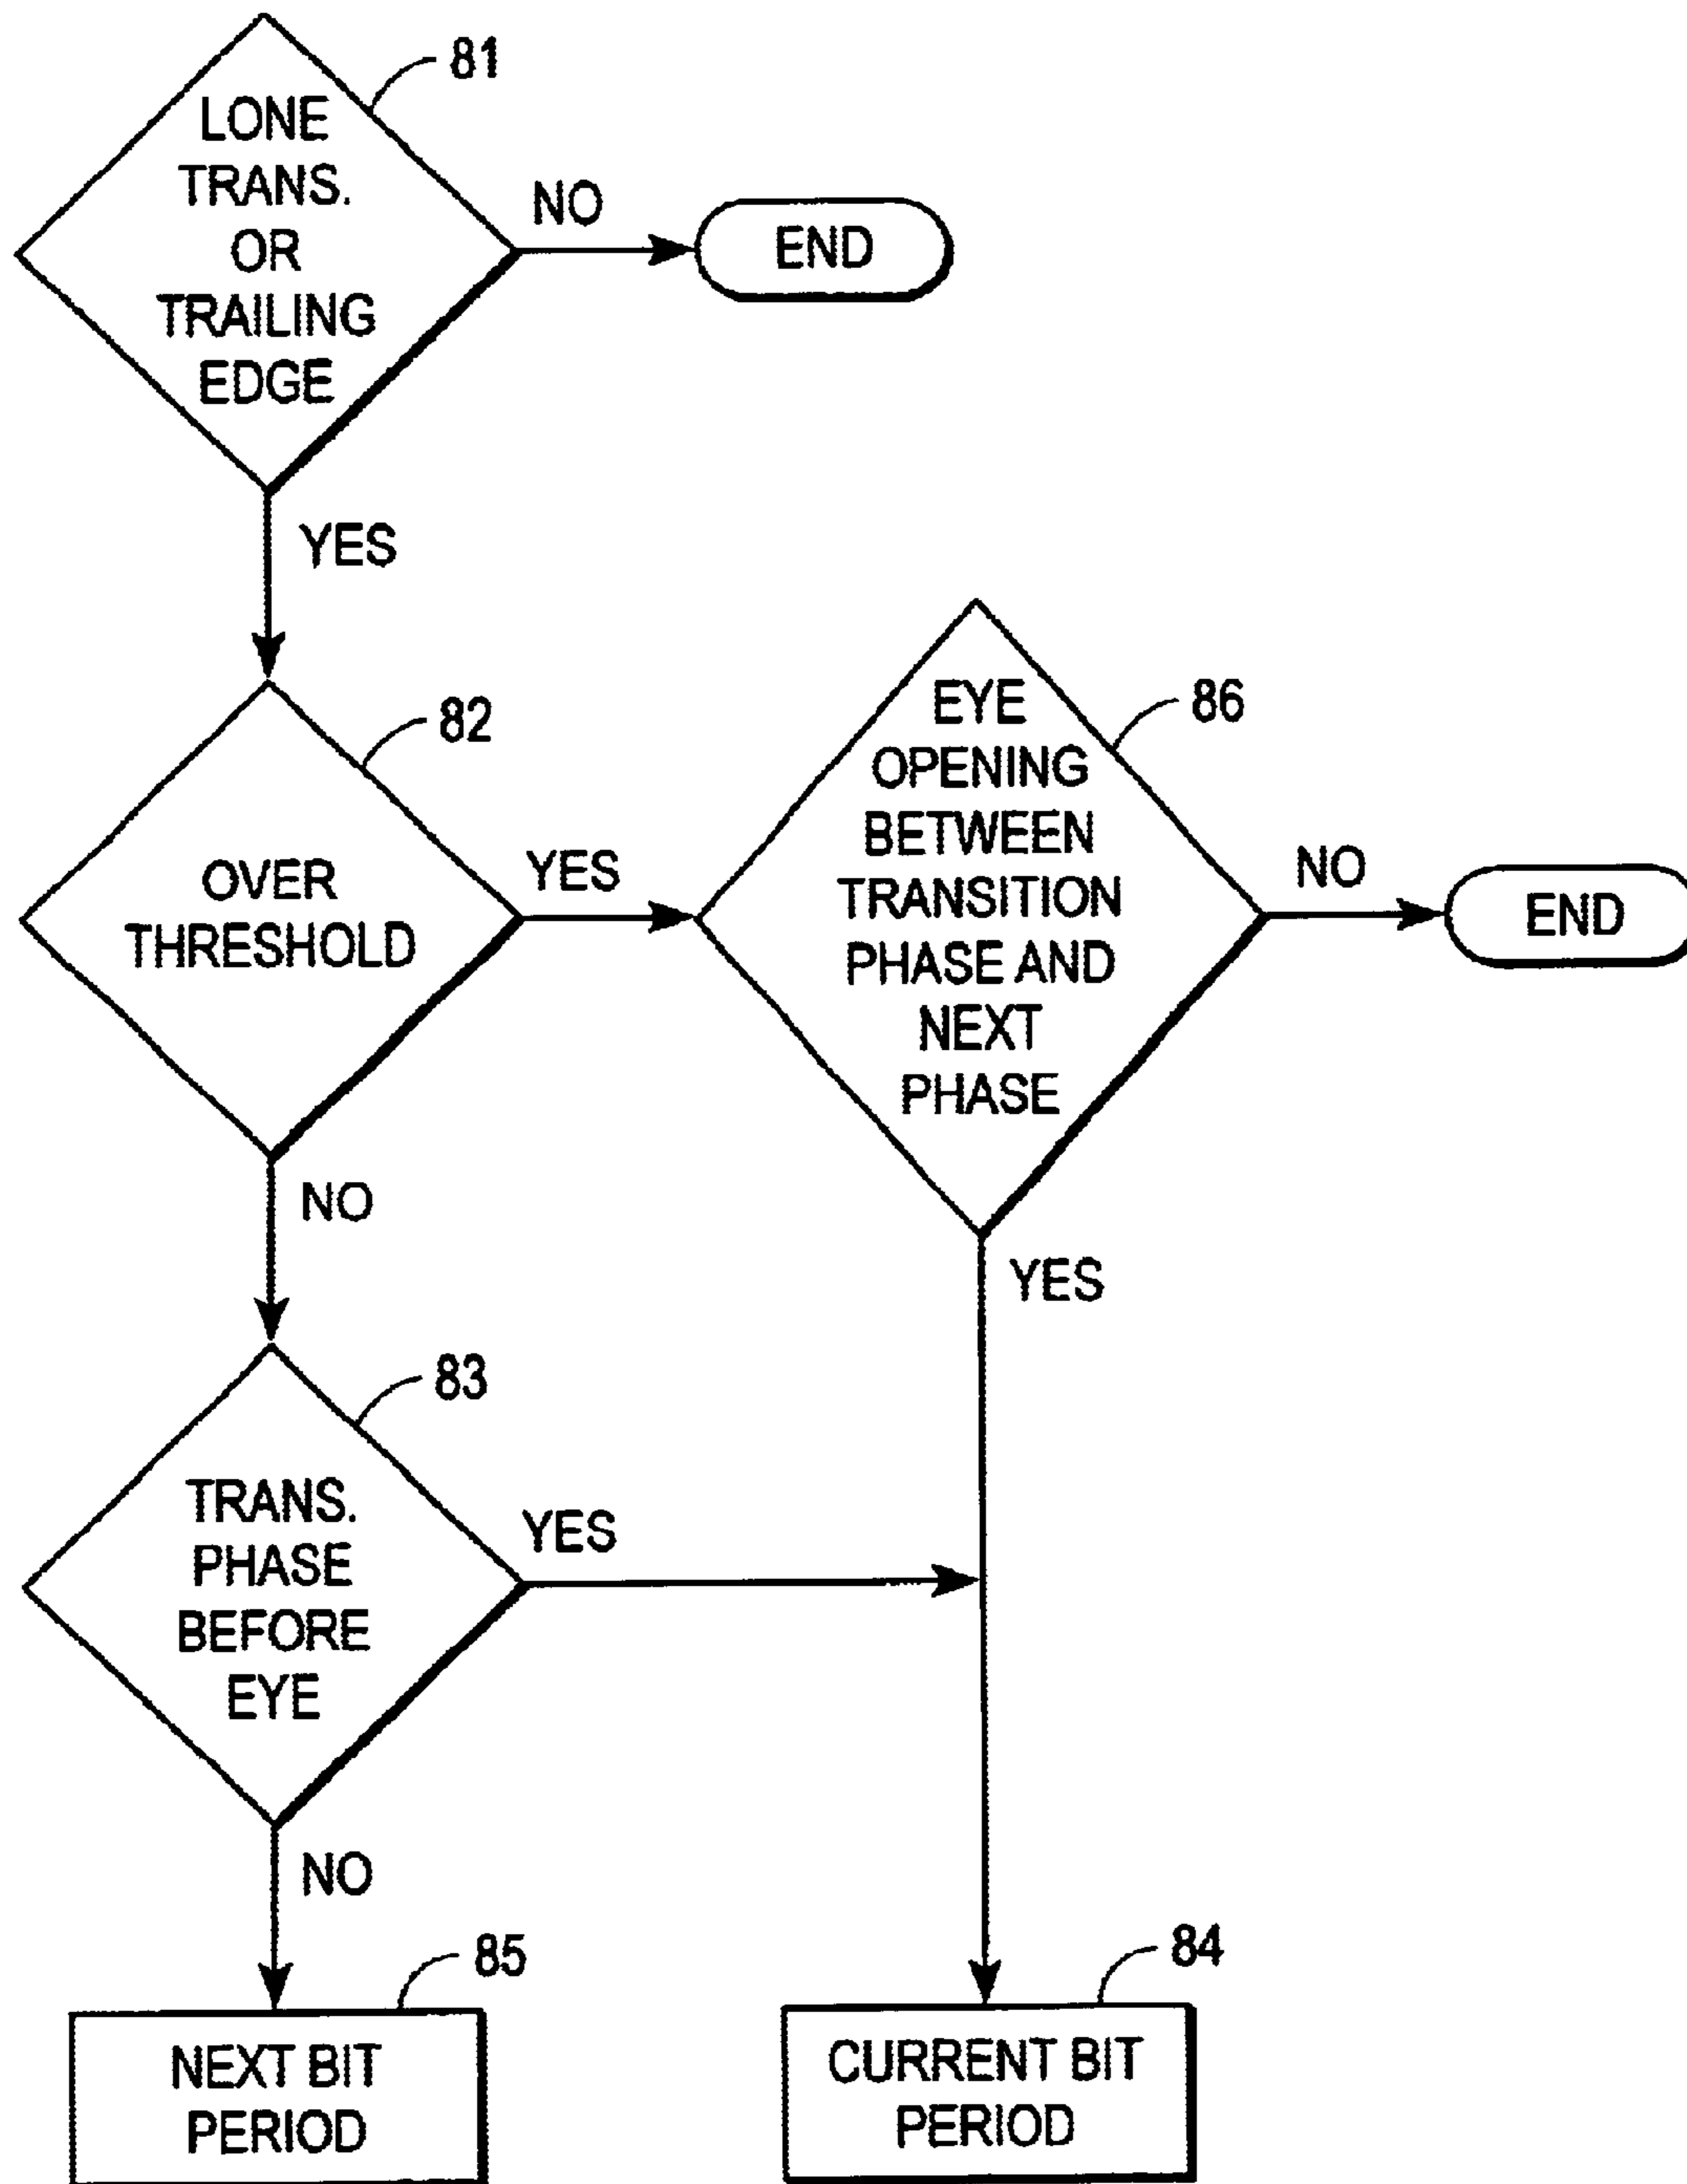 81
LONE
TRANS.
OR
TRAILING
EDGE
NO
END
YES
82
OVER
THRESHOLD
YES
86
EYE
OPENING
BETWEEN
TRANSITION
PHASE AND
NEXT
PHASE
NO
END
NO
YES
83
TRANS.
PHASE
BEFORE
EYE
YES
NO
85
NEXT BIT
PERIOD
84
CURRENT BIT
PERIOD